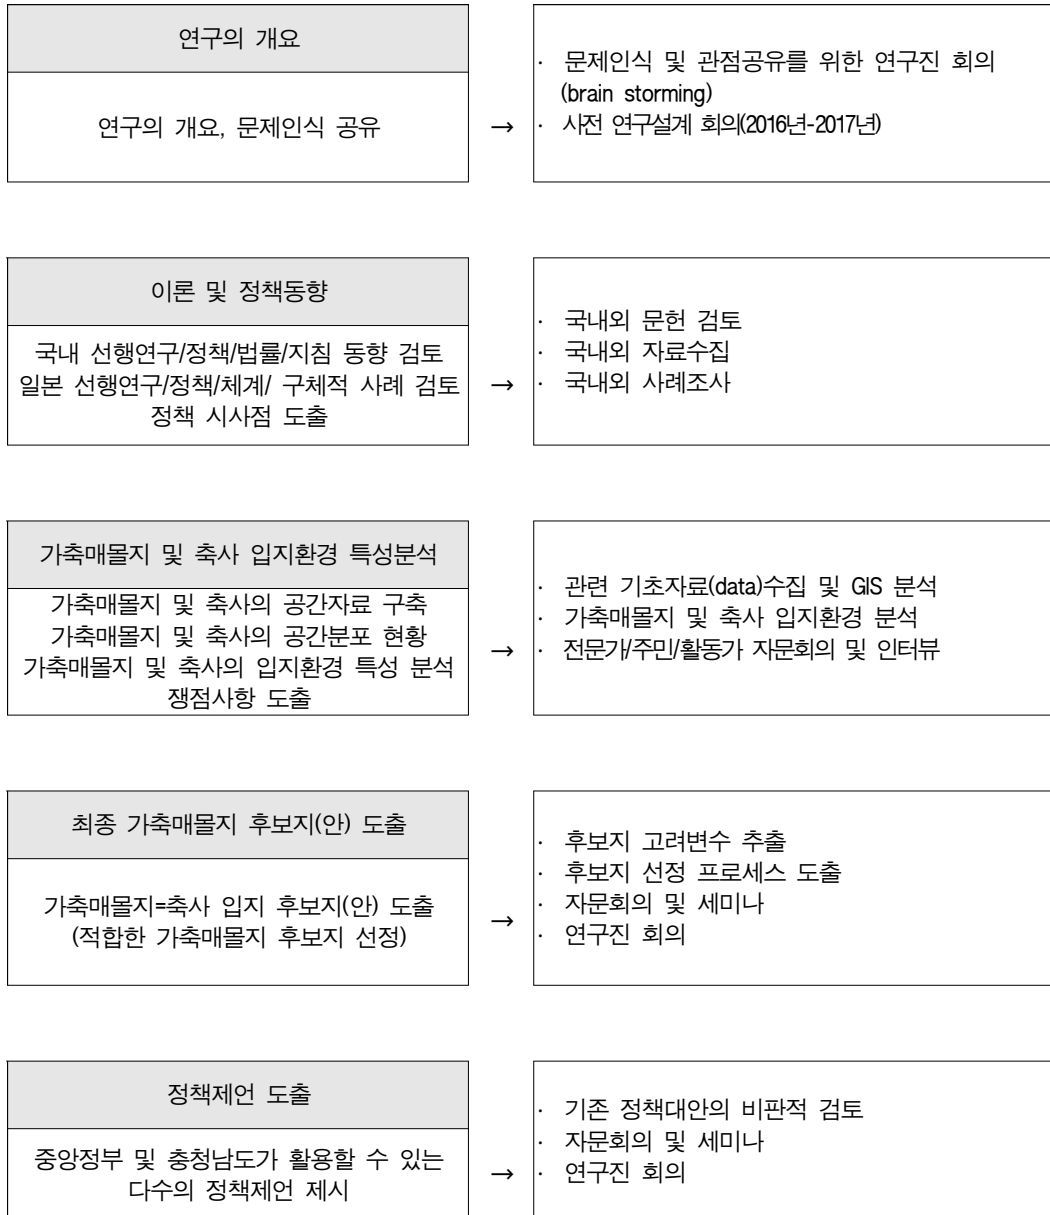 연구의 개요
연구의 개요, 문제인식 공유
→
· 문제인식 및 관점공유를 위한 연구진 회의
(brain storming)
· 사전 연구설계 회의(2016년-2017년)
이론 및 정책동향
국내 선행연구/정책/법률/지침 동향 검토
일본 선행연구/정책/체계/ 구체적 사례 검토
정책 시사점 도출
→
· 국내외 문헌 검토
· 국내외 자료수집
· 국내외 사례조사
가축매몰지 및 축사 입지환경 특성분석
가축매몰지 및 축사의 공간자료 구축
가축매몰지 및 축사의 공간분포 현황
가축매몰지 및 축사의 입지환경 특성 분석
쟁점사항 도출
→
· 관련 기초자료(data)수집 및 GIS 분석
· 가축매몰지 및 축사 입지환경 분석
· 전문가/주민/활동가 자문회의 및 인터뷰
최종 가축매몰지 후보지(안) 도출
가축매몰지=축사 입지 후보지(안) 도출
(적합한 가축매몰지 후보지 선정)
→
· 후보지 고려변수 추출
· 후보지 선정 프로세스 도출
· 자문회의 및 세미나
· 연구진 회의
정책제언 도출
중앙정부 및 충청남도가 활용할 수 있는
다수의 정책제언 제시
→
· 기존 정책대안의 비판적 검토
· 자문회의 및 세미나
· 연구진 회의